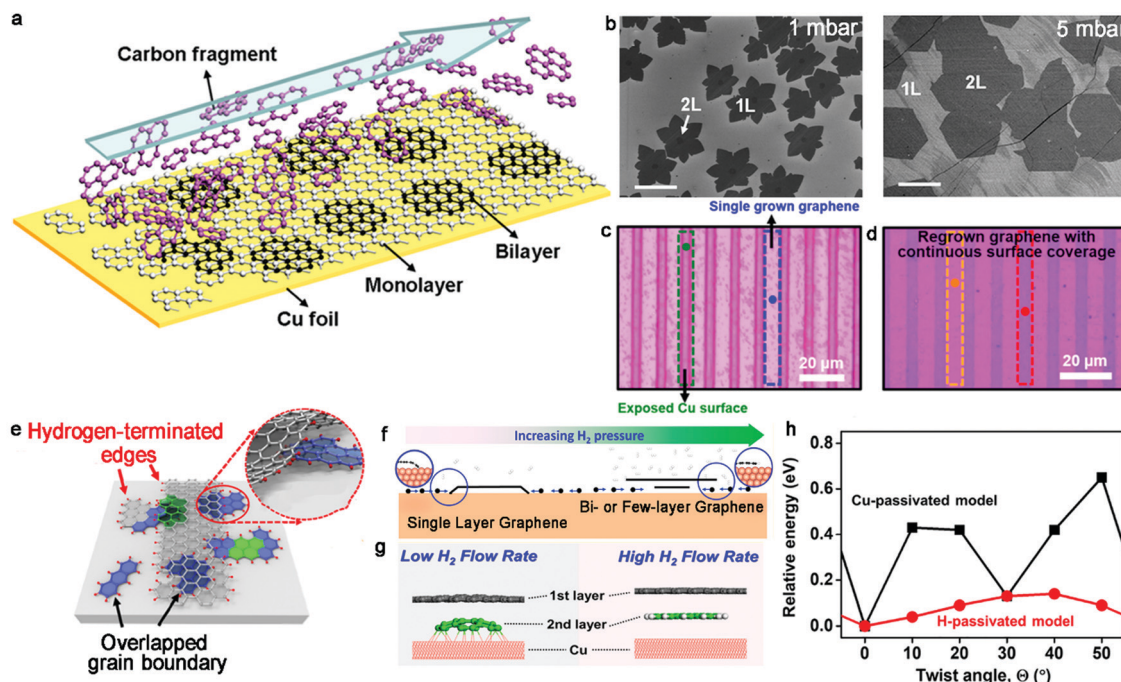 a
Carbon fragment
Bilayer
Monolayer
Cu foil
b
1 mbar
2L
1L
5 mbar
1L
2L
Single grown graphene
c
20 µm
Exposed Cu surface
d
Regrown graphene with
continuous surface coverage
20 µm
e
Hydrogen-terminated
edges
Overlapped
grain boundary
f
Increasing H₂ pressure
Single Layer Graphene
Bi- or Few-layer Graphene
g
Low H₂ Flow Rate
High H₂ Flow Rate
1st layer
2nd layer
Cu
h
Relative energy (eV)
0.8
0.6
0.4
0.2
0.0
Cu-passivated model
H-passivated model
0 10 20 30 40 50
Twist angle, Θ (°)